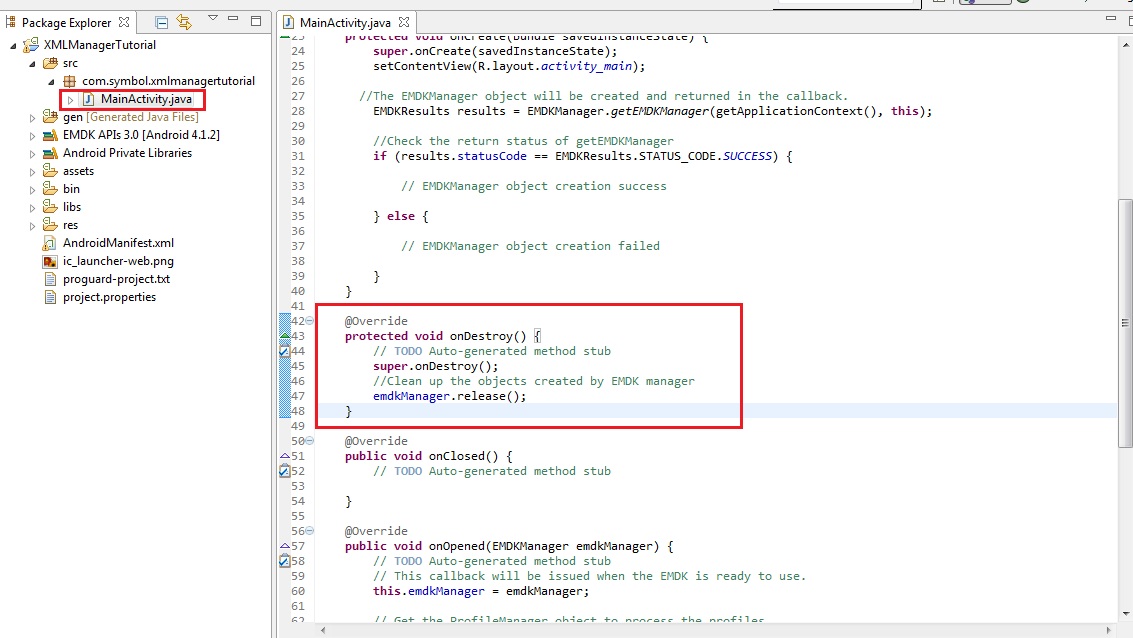 Package Explorer
XMLManagerTutorial
src
com.symbol.xmlmanagertutorial
MainActivity.java
gen [Generated Java Files]
EMDK APIs 3.0 [Android 4.1.2]
Android Private Libraries
assets
bin
libs
res
AndroidManifest.xml
ic_launcher-web.png
proguard-project.txt
project.properties
MainActivity.java
23 protected void onCreate(Bundle savedInstanceState) {
24 super.onCreate(savedInstanceState);
25 setContentView(R.layout.activity_main);
26
27 //The EMDKManager object will be created and returned in the callback.
28 EMDKResults results = EMDKManager.getEMDKManager(getApplicationContext(), this);
29
30 //Check the return status of getEMDKManager
31 if (results.statusCode == EMDKResults.STATUS_CODE.SUCCESS) {
32
33 // EMDKManager object creation success
34
35 } else {
36
37 // EMDKManager object creation failed
38
39 }
40 }
41
42 @Override
43 protected void onDestroy() {
44 // TODO Auto-generated method stub
45 super.onDestroy();
46 //Clean up the objects created by EMDK manager
47 emdkManager.release();
48 }
49
50 @Override
51 public void onClosed() {
52 // TODO Auto-generated method stub
53
54 }
55
56 @Override
57 public void onOpened(EMDKManager emdkManager) {
58 // TODO Auto-generated method stub
59 // This callback will be issued when the EMDK is ready to use.
60 this.emdkManager = emdkManager;
61
62 // Get the ProfileManager object to process the profiles